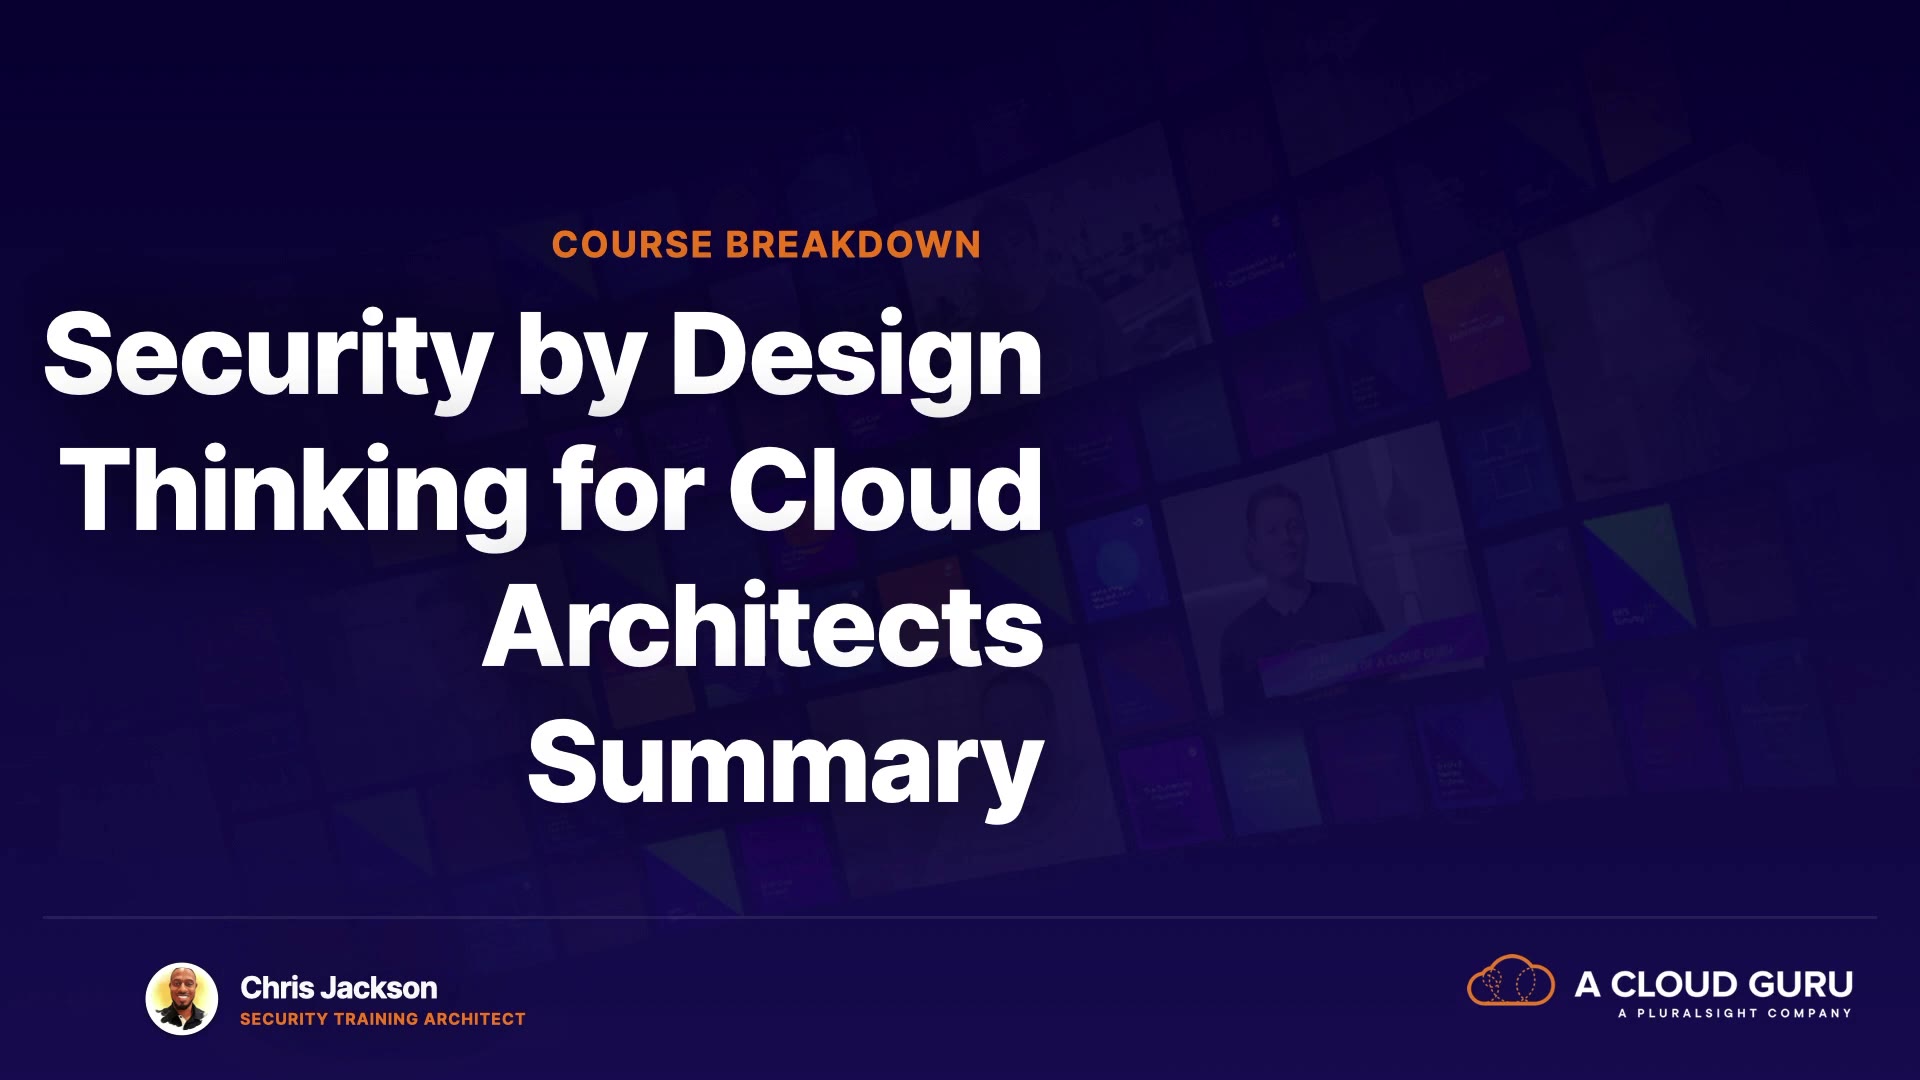 COURSE BREAKDOWN
Security by Design
Thinking for Cloud
Architects
Summary
Chris Jackson
SECURITY TRAINING ARCHITECT
A CLOUD GURU
A PLURALSIGHT COMPANY